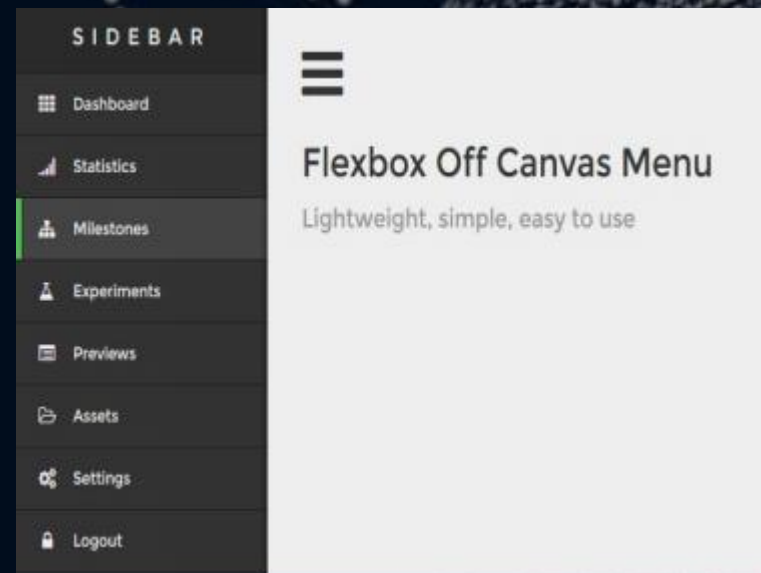 SIDEBAR
Dashboard
Statistics
Milestones
Experiments
Previews
Assets
Settings
Logout
Flexbox Off Canvas Menu
Lightweight, simple, easy to use